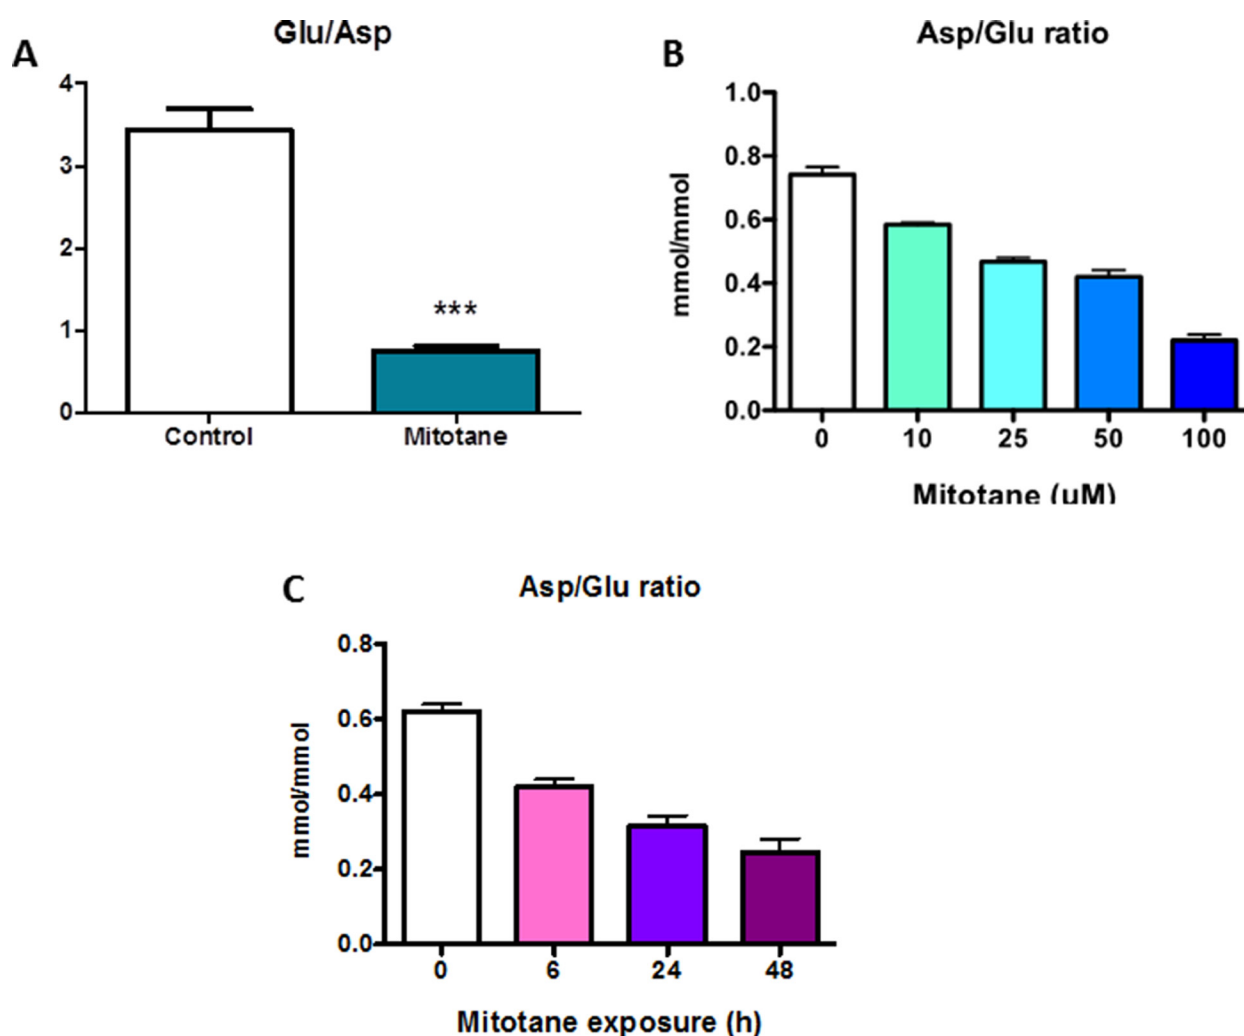 A
Glu/Asp
4
3
2
1
0
***
Control
Mitotane
B
Asp/Glu ratio
mmol/mmol
1.0
0.8
0.6
0.4
0.2
0.0
0
10
25
50
100
Mitotane (uM)
C
Asp/Glu ratio
mmol/mmol
0.8
0.6
0.4
0.2
0.0
0
6
24
48
Mitotane exposure (h)